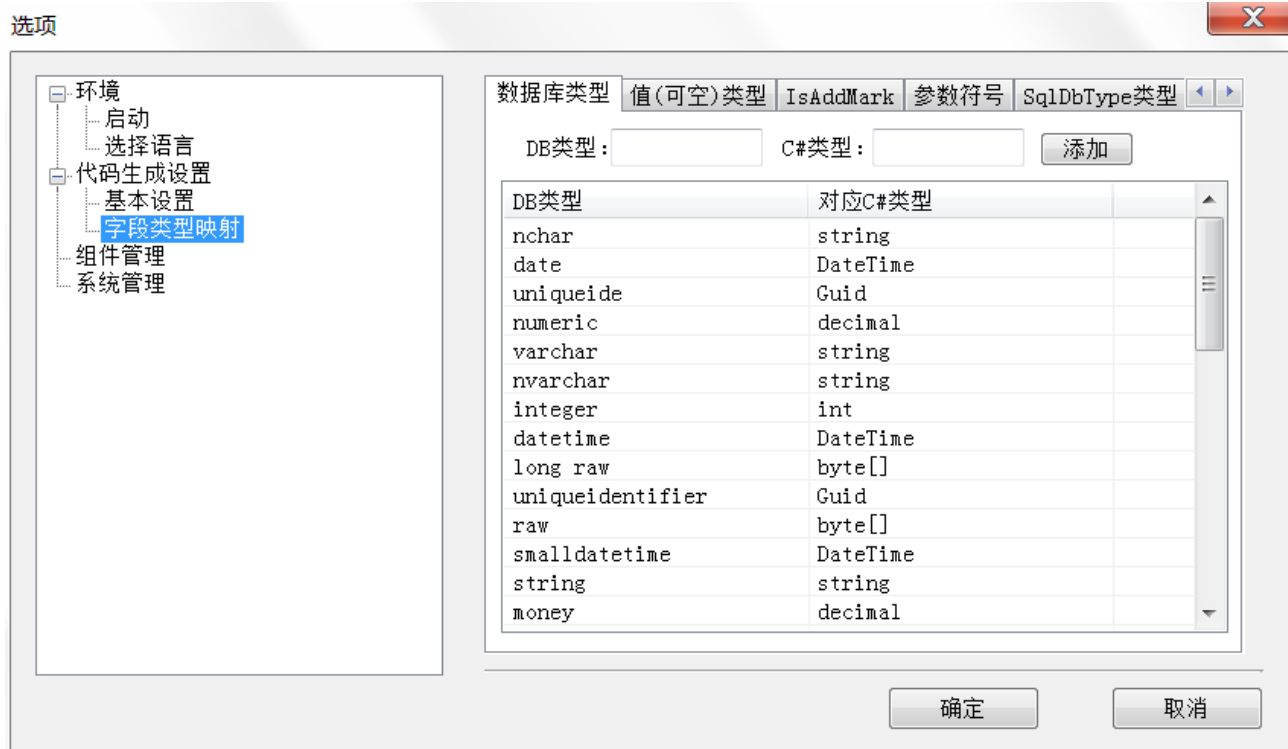 选项
环境
启动
选择语言
代码生成设置
基本设置
字段类型映射
组件管理
系统管理
数据库类型 值(可空)类型 IsAddMark 参数符号 SqlDbType类型
DB类型: C#类型: 添加
DB类型 对应C#类型
nchar string
date DateTime
uniqueide Guid
numeric decimal
varchar string
nvarchar string
integer int
datetime DateTime
long raw byte[]
uniqueidentifier Guid
raw byte[]
smalldatetime DateTime
string string
money decimal
确定 取消